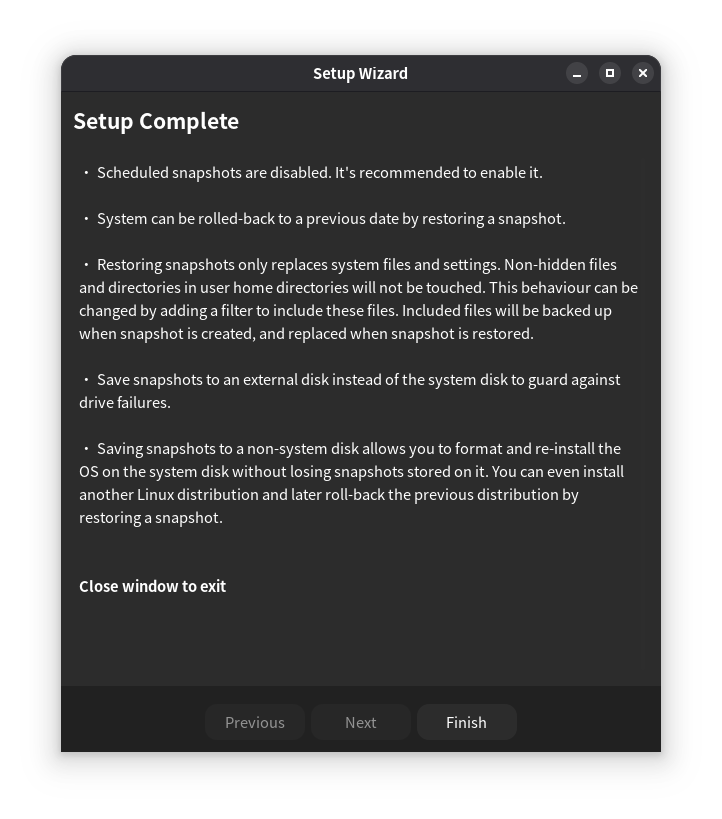 Setup Wizard
Setup Complete
• Scheduled snapshots are disabled. It's recommended to enable it.
• System can be rolled-back to a previous date by restoring a snapshot.
• Restoring snapshots only replaces system files and settings. Non-hidden files
and directories in user home directories will not be touched. This behaviour can be
changed by adding a filter to include these files. Included files will be backed up
when snapshot is created, and replaced when snapshot is restored.
• Save snapshots to an external disk instead of the system disk to guard against
drive failures.
• Saving snapshots to a non-system disk allows you to format and re-install the
OS on the system disk without losing snapshots stored on it. You can even install
another Linux distribution and later roll-back the previous distribution by
restoring a snapshot.
Close window to exit
Previous
Next
Finish